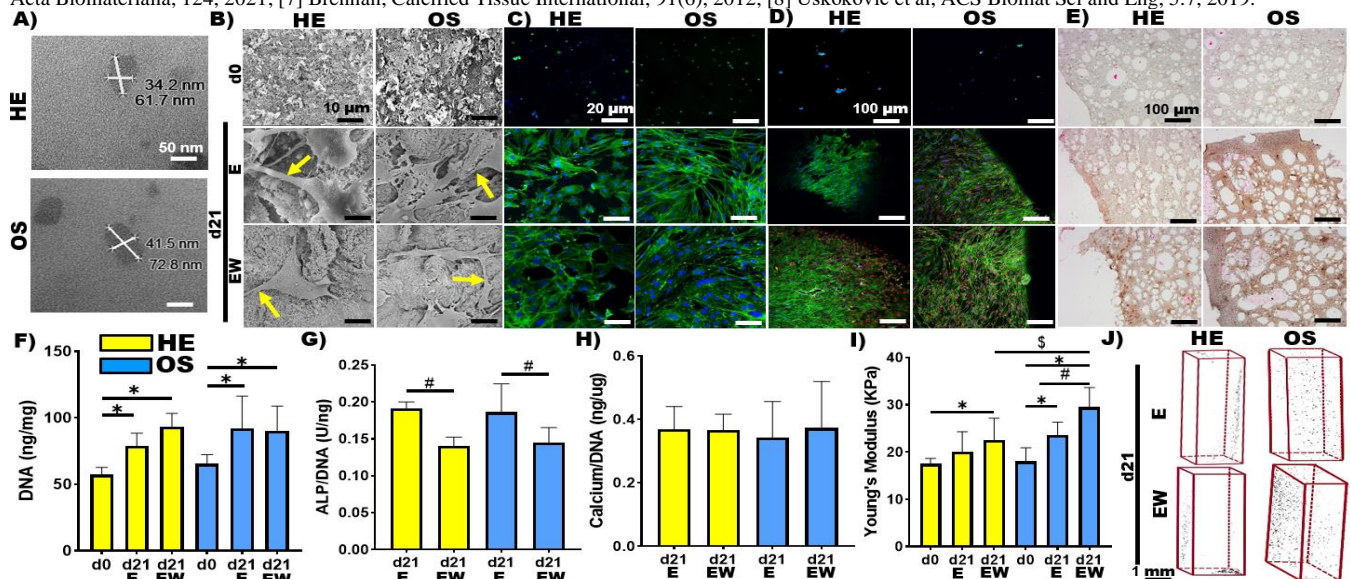 Acta Biomateriaria, 124, 2021; [7] Brennan, Calcified Tissue International, 91(6), 2012; [8] Uskokovic et al, ACS Biomat Sci and Eng, 5:7, 2019.
A) B) HE OS C) HE OS D) HE OS E) HE OS
HE
34.2 nm
61.7 nm
50 nm
OS
41.5 nm
72.8 nm
d0
10 µm
20 µm
100 µm
100 µm
d21
E
EW
F)
HE
OS
DNA (ng/mg)
150
100
50
0
* * * *
d0 d21 d21 d0 d21 d21
E EW E EW
G)
ALP/DNA (U/ng)
0.25
0.20
0.15
0.10
0.05
0.00
# #
d21 d21 d21 d21
E EW E EW
H)
Calcium/DNA (ng/ug)
0.6
0.4
0.2
0.0
d21 d21 d21 d21
E EW E EW
I)
Young's Modulus (KPa)
40
30
20
10
0
$
*
#
* *
d0 d21 d21 d0 d21 d21
E EW E EW
J) HE OS
d21
E
EW
1 mm